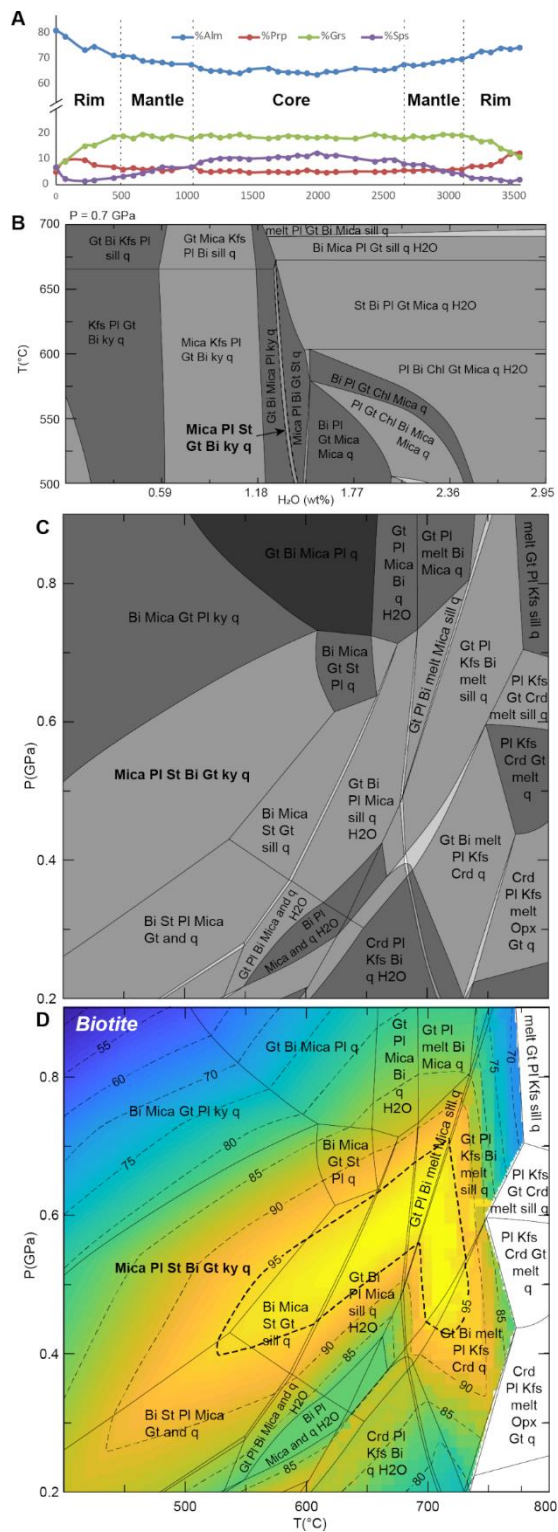 A
%Alm %Prp %Grs %Sps
80
70
60
Rim Mantle Core Mantle Rim
20
10
0
0 500 1000 1500 2000 2500 3000 3500
B
P = 0.7 GPa
700
650
600
550
500
T(°C)
Gt Bi Kfs Pl
sill q
Gt Mica Kfs
Pl Bi sill q
melt Pl Gt Bi Mica sill q
Bi Mica Pl Gt sill q H2O
St Bi Pl Gt Mica q H2O
Kfs Pl Gt
Bi ky q
Mica Kfs Pl
Gt Bi ky q
Gt Bi Mica Pl ky q
Mica Pl Bi Gt St q
Mica Pl St
Gt Bi ky q
Pl Bi Chl Gt Mica q H2O
Bi Pl Gt Chl Mica q
Pl Gt Chl Bi Mica
Mica q
Bi Pl
Gt Mica
Mica q
0.59 1.18 1.77 2.36 2.95
H₂O (wt%)
C
0.8
0.6
0.4
0.2
P(GPa)
Gt Bi Mica Pl q
Gt
Pl
Mica
Bi
q
H2O
Gt Pl
melt Bi
Mica q
melt Gt Pl Kfs q
Bi Mica Gt Pl ky q
Bi Mica
Gt St
Pl q
Gt Pl Bi melt Mica sill q
Gt Pl
Kfs Bi
melt
sill q
Pl Kfs
Gt Crd
melt sill q
Mica Pl St Bi Gt ky q
Pl Kfs
Crd Gt
melt
q
Bi Mica
St Gt
sill q
Gt Bi
Pl Mica
sill q
H2O
Gt Bi melt
Pl Kfs
Crd q
Bi St Pl Mica
Gt and q
Gt Pl Bi Mica and q
H2O
Bi Pl
Mica and q H2O
Crd Pl
Kfs Bi
q H2O
Crd
Pl Kfs
melt
Opx
Gt q
D
Biotite
0.8
0.6
0.4
0.2
P(GPa)
55
60
70
75
80
85
90
95
Gt Bi Mica Pl q
Gt
Pl
Mica
Bi
q
H2O
Gt Pl
melt Bi
Mica q
75
70
melt Gt Pl Kfs q
Bi Mica Gt Pl ky q
Bi Mica
Gt St
Pl q
Gt Pl Bi melt Mica sill q
Gt Pl
Kfs Bi
melt
sill q
Pl Kfs
Gt Crd
melt sill q
Mica Pl St Bi Gt ky q
Pl Kfs
Crd Gt
melt
q
Bi Mica
St Gt
sill q
Gt Bi
Pl Mica
sill q
H2O
95
85
Gt Bi melt
Pl Kfs
Crd q
90
90
85
Bi St Pl Mica
Gt and q
Gt Pl Bi Mica and q
H2O
Bi Pl
Mica and q H2O
85
Crd Pl
Kfs Bi
q H2O
85
80
Crd
Pl Kfs
melt
Opx
Gt q
500 600 700 800
T(°C)